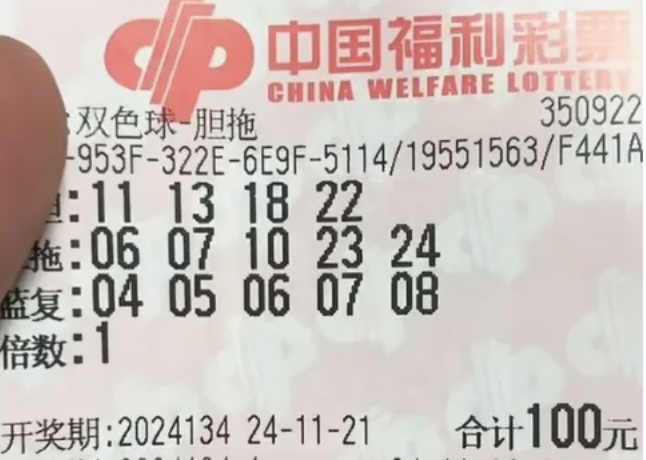 中国福利彩票
CHINA WELFARE LOTTERY
:双色球-胆拖 350922
-953F-322E-6E9F-5114/19551563/F441A
:11 13 18 22
拖:06 07 10 23 24
蓝复:04 05 06 07 08
倍数:1
开奖期:2024134 24-11-21 合计100元